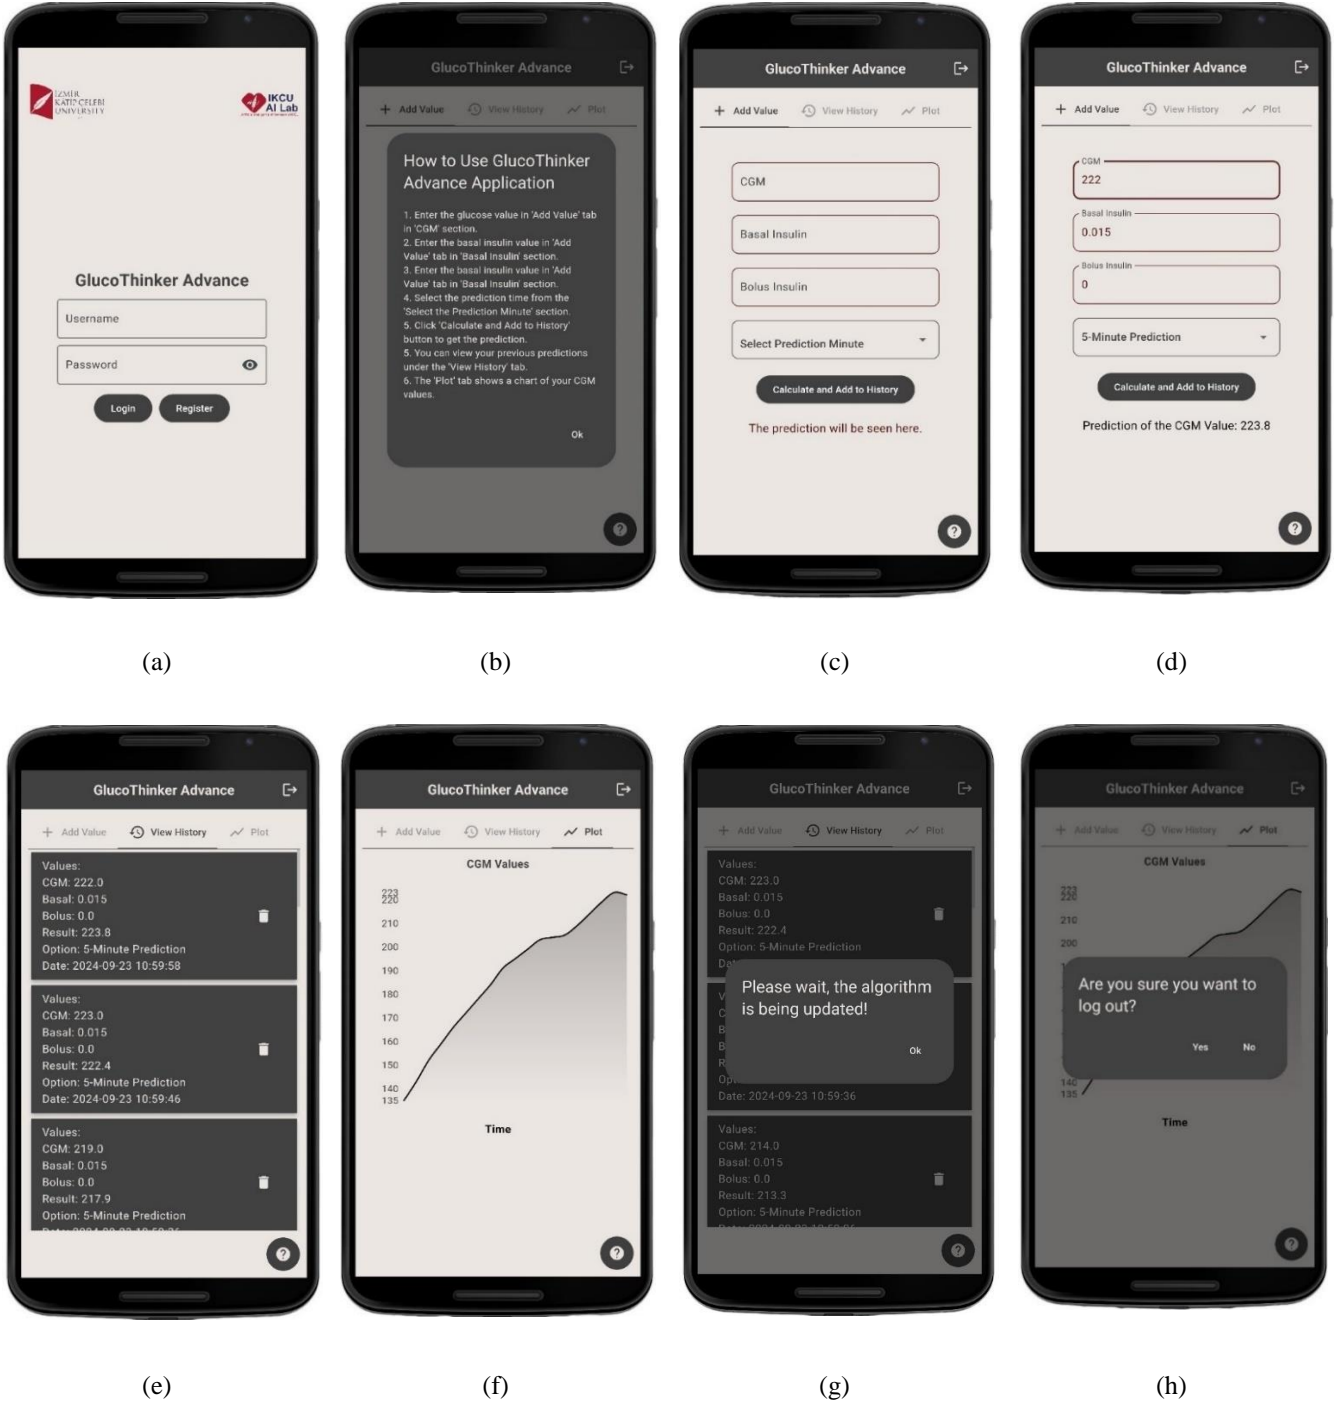 İZMİR
KATİP ÇELEBİ
UNIVERSITY
IKCU
AI Lab
GlucoThinker Advance
Username
Password
Login Register
(a)
GlucoThinker Advance
Add Value View History Plot
How to Use GlucoThinker
Advance Application
1. Enter the glucose value in 'Add Value' tab
in 'CGM' section.
2. Enter the basal insulin value in 'Add
Value' tab in 'Basal Insulin' section.
3. Enter the basal insulin value in 'Add
Value' tab in 'Basal Insulin' section.
4. Select the prediction time from the
'Select the Prediction Minute' section.
5. Click 'Calculate and Add to History'
button to get the prediction.
5. You can view your previous predictions
under the 'View History' tab.
6. The 'Plot' tab shows a chart of your CGM
values.
Ok
?
(b)
GlucoThinker Advance
Add Value View History Plot
CGM
Basal Insulin
Bolus Insulin
Select Prediction Minute
Calculate and Add to History
The prediction will be seen here.
?
(c)
GlucoThinker Advance
Add Value View History Plot
CGM
222
Basal Insulin
0.015
Bolus Insulin
0
5-Minute Prediction
Calculate and Add to History
Prediction of the CGM Value: 223.8
?
(d)
GlucoThinker Advance
Add Value View History Plot
Values:
CGM: 222.0
Basal: 0.015
Bolus: 0.0
Result: 223.8
Option: 5-Minute Prediction
Date: 2024-09-23 10:59:58
Values:
CGM: 223.0
Basal: 0.015
Bolus: 0.0
Result: 222.4
Option: 5-Minute Prediction
Date: 2024-09-23 10:59:46
Values:
CGM: 219.0
Basal: 0.015
Bolus: 0.0
Result: 217.9
Option: 5-Minute Prediction
?
(e)
GlucoThinker Advance
Add Value View History Plot
CGM Values
223
220
210
200
190
180
170
160
150
140
135
Time
?
(f)
GlucoThinker Advance
Add Value View History Plot
Values:
CGM: 223.0
Basal: 0.015
Bolus: 0.0
Result: 222.4
Option: 5-Minute Prediction
Please wait, the algorithm
is being updated!
Ok
Date: 2024-09-23 10:59:36
Values:
CGM: 214.0
Basal: 0.015
Bolus: 0.0
Result: 213.3
Option: 5-Minute Prediction
?
(g)
GlucoThinker Advance
Add Value View History Plot
CGM Values
223
220
210
200
Are you sure you want to
log out?
Yes No
140
135
Time
?
(h)